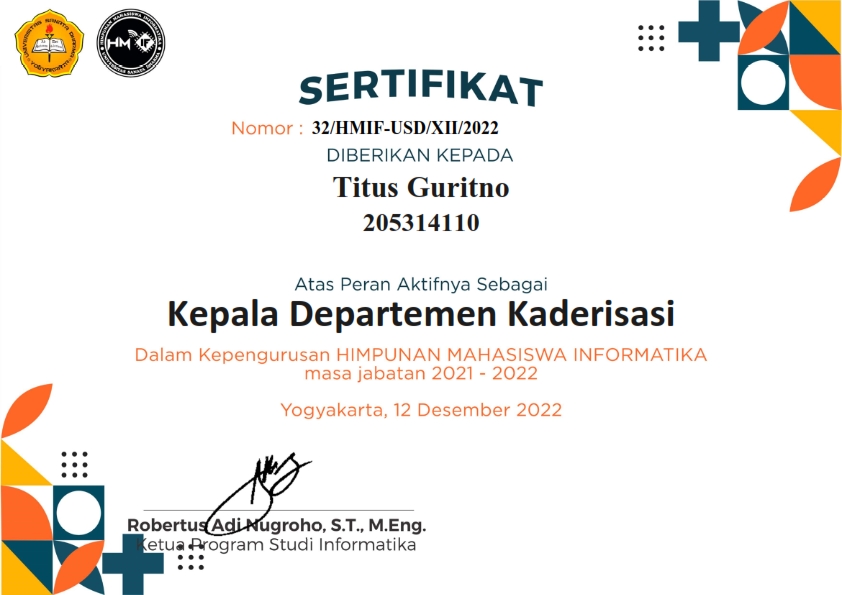 HMIF
SERTIFIKAT
Nomor : 32/HMIF-USD/XII/2022
DIBERIKAN KEPADA
Titus Guritno
205314110
Atas Peran Aktifnya Sebagai
Kepala Departemen Kaderisasi
Dalam Kepengurusan HIMPUNAN MAHASISWA INFORMATIKA
masa jabatan 2021 - 2022
Yogyakarta, 12 Desember 2022
Robertus Adi Nugroho, S.T., M.Eng.
Ketua Program Studi Informatika